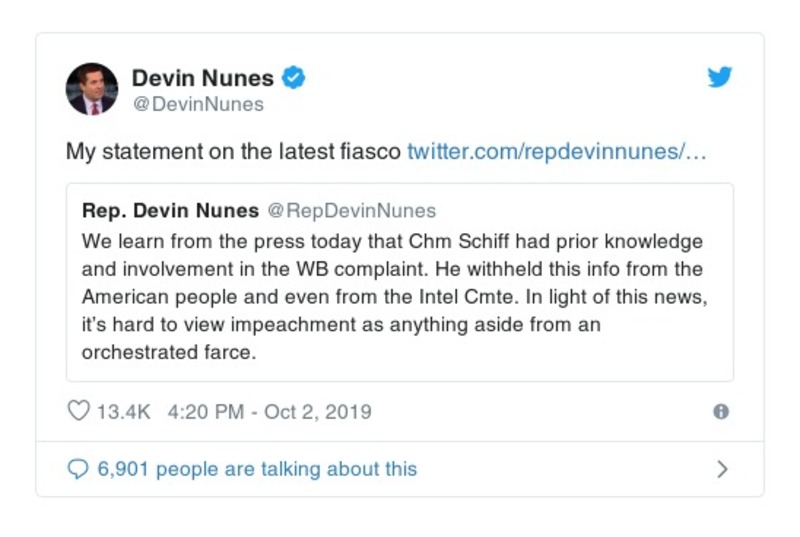 Devin Nunes
@DevinNunes
My statement on the latest fiasco twitter.com/repdevinnunes/…
Rep. Devin Nunes @RepDevinNunes
We learn from the press today that Chm Schiff had prior knowledge
and involvement in the WB complaint. He withheld this info from the
American people and even from the Intel Cmte. In light of this news,
it's hard to view impeachment as anything aside from an
orchestrated farce.
13.4K 4:20 PM - Oct 2, 2019
6,901 people are talking about this